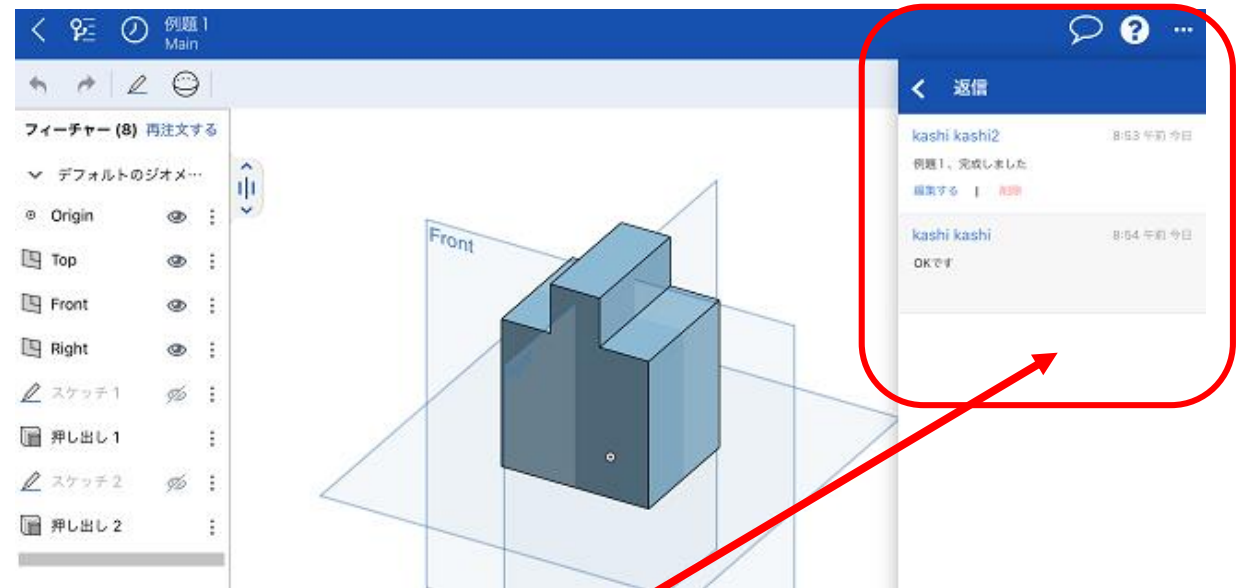 例題 1
Main
フィーチャー (8) 再注文する
デフォルトのジオメ…
Origin
Top
Front
Right
スケッチ 1
押し出し 1
スケッチ 2
押し出し 2
Front
返信
kashi kashi2 8:53 午前 今日
例題1、完成しました
編集する | 削除
kashi kashi 8:54 午前 今日
OKです